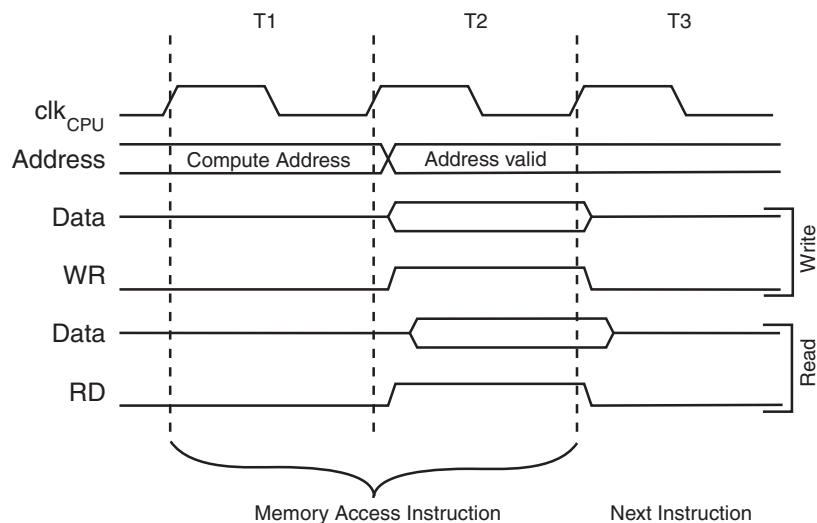 T1 T2 T3
clkCPU
Address Compute Address Address valid
Data
WR
Write
Data
RD
Read
Memory Access Instruction Next Instruction